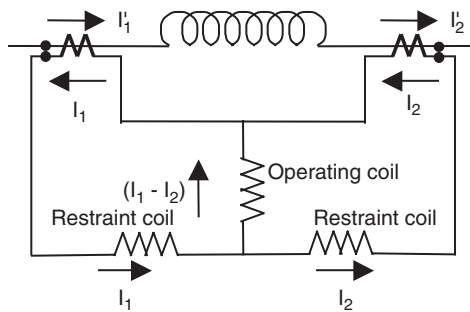 I'₁
I'₂
I₁
I₂
(I₁ - I₂)
Operating coil
Restraint coil
Restraint coil
I₁
I₂